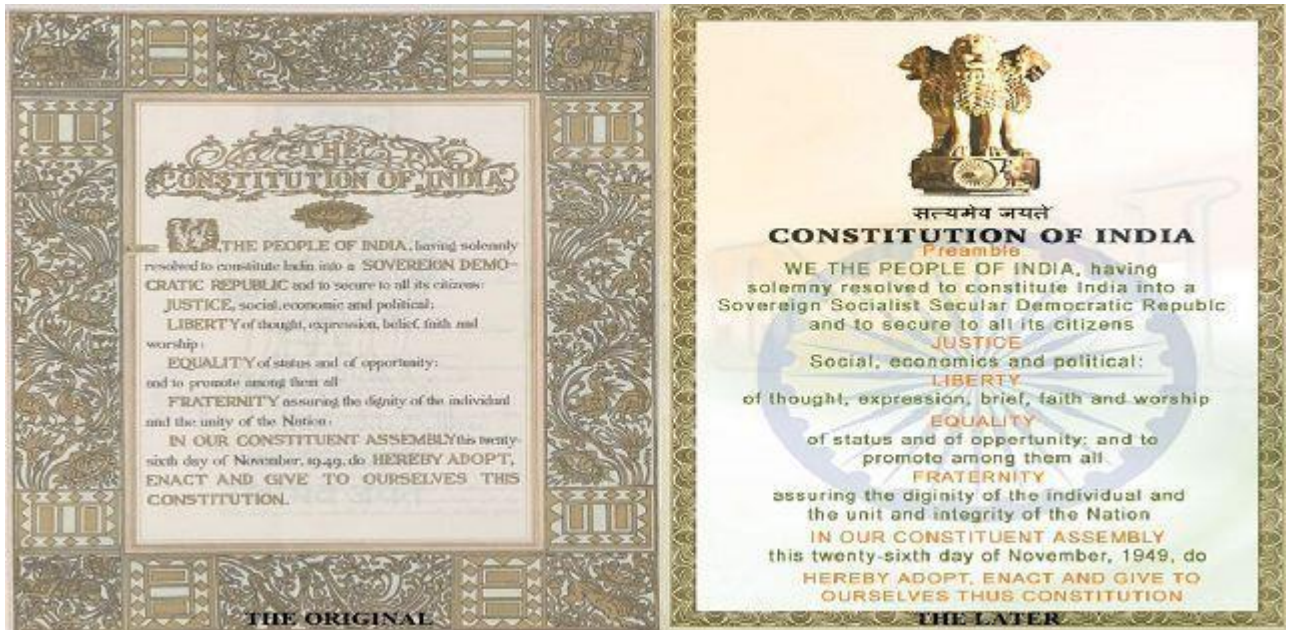 THE
CONSTITUTION OF INDIA
WE, THE PEOPLE OF INDIA, having solemnly
resolved to constitute India into a SOVEREIGN DEMO-
CRATIC REPUBLIC and to secure to all its citizens:
JUSTICE, social, economic and political;
LIBERTY of thought, expression, belief, faith and
worship;
EQUALITY of status and of opportunity;
and to promote among them all
FRATERNITY assuring the dignity of the individual
and the unity of the Nation;
IN OUR CONSTITUENT ASSEMBLY this twenty-
sixth day of November, 1949, do HEREBY ADOPT,
ENACT AND GIVE TO OURSELVES THIS
CONSTITUTION.
THE ORIGINAL
सत्यमेव जयते
CONSTITUTION OF INDIA
Preamble
WE THE PEOPLE OF INDIA, having
solemny resolved to constitute India into a
Sovereign Socialist Secular Democratic Republc
and to secure to all its citizens
JUSTICE
Social, economics and political:
LIBERTY
of thought, expression, brief, faith and worship
EQUALITY
of status and of oppertunity; and to
promote among them all
FRATERNITY
assuring the diginity of the individual and
the unit and integrity of the Nation
IN OUR CONSTITUENT ASSEMBLY
this twenty-sixth day of November, 1949, do
HEREBY ADOPT, ENACT AND GIVE TO
OURSELVES THUS CONSTITUTION
THE LATER